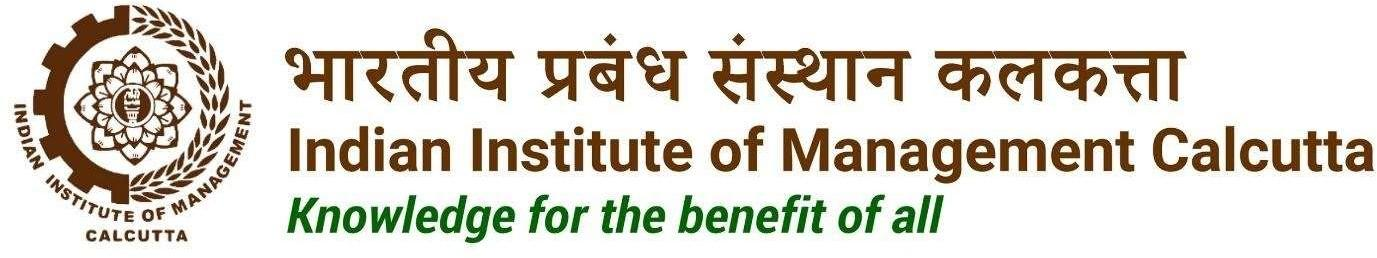 INDIAN INSTITUTE OF MANAGEMENT
CALCUTTA
भारतीय प्रबंध संस्थान कलकत्ता
Indian Institute of Management Calcutta
Knowledge for the benefit of all